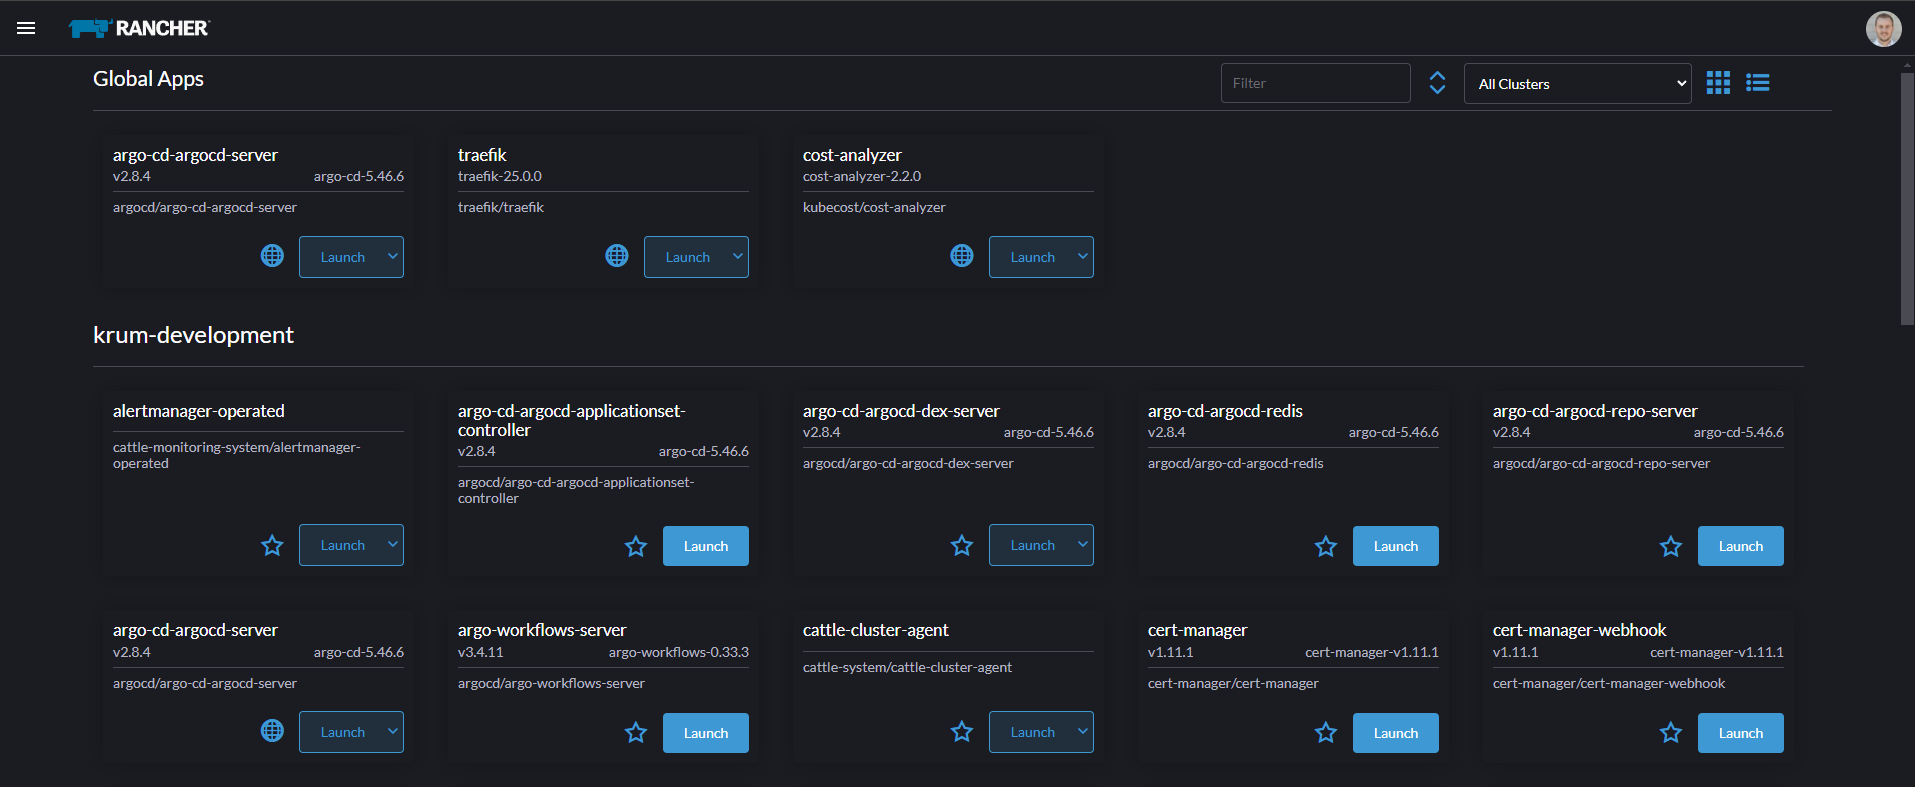 RANCHER
Global Apps
Filter
All Clusters
argo-cd-argocd-server
v2.8.4 argo-cd-5.46.6
argocd/argo-cd-argocd-server
Launch
traefik
traefik-25.0.0
traefik/traefik
Launch
cost-analyzer
cost-analyzer-2.2.0
kubecost/cost-analyzer
Launch
krum-development
alertmanager-operated
cattle-monitoring-system/alertmanager-
operated
Launch
argo-cd-argocd-applicationset-
controller
v2.8.4 argo-cd-5.46.6
argocd/argo-cd-argocd-applicationset-
controller
Launch
argo-cd-argocd-dex-server
v2.8.4 argo-cd-5.46.6
argocd/argo-cd-argocd-dex-server
Launch
argo-cd-argocd-redis
v2.8.4 argo-cd-5.46.6
argocd/argo-cd-argocd-redis
Launch
argo-cd-argocd-repo-server
v2.8.4 argo-cd-5.46.6
argocd/argo-cd-argocd-repo-server
Launch
argo-cd-argocd-server
v2.8.4 argo-cd-5.46.6
argocd/argo-cd-argocd-server
Launch
argo-workflows-server
v3.4.11 argo-workflows-0.33.3
argocd/argo-workflows-server
Launch
cattle-cluster-agent
cattle-system/cattle-cluster-agent
Launch
cert-manager
v1.11.1 cert-manager-v1.11.1
cert-manager/cert-manager
Launch
cert-manager-webhook
v1.11.1 cert-manager-v1.11.1
cert-manager/cert-manager-webhook
Launch